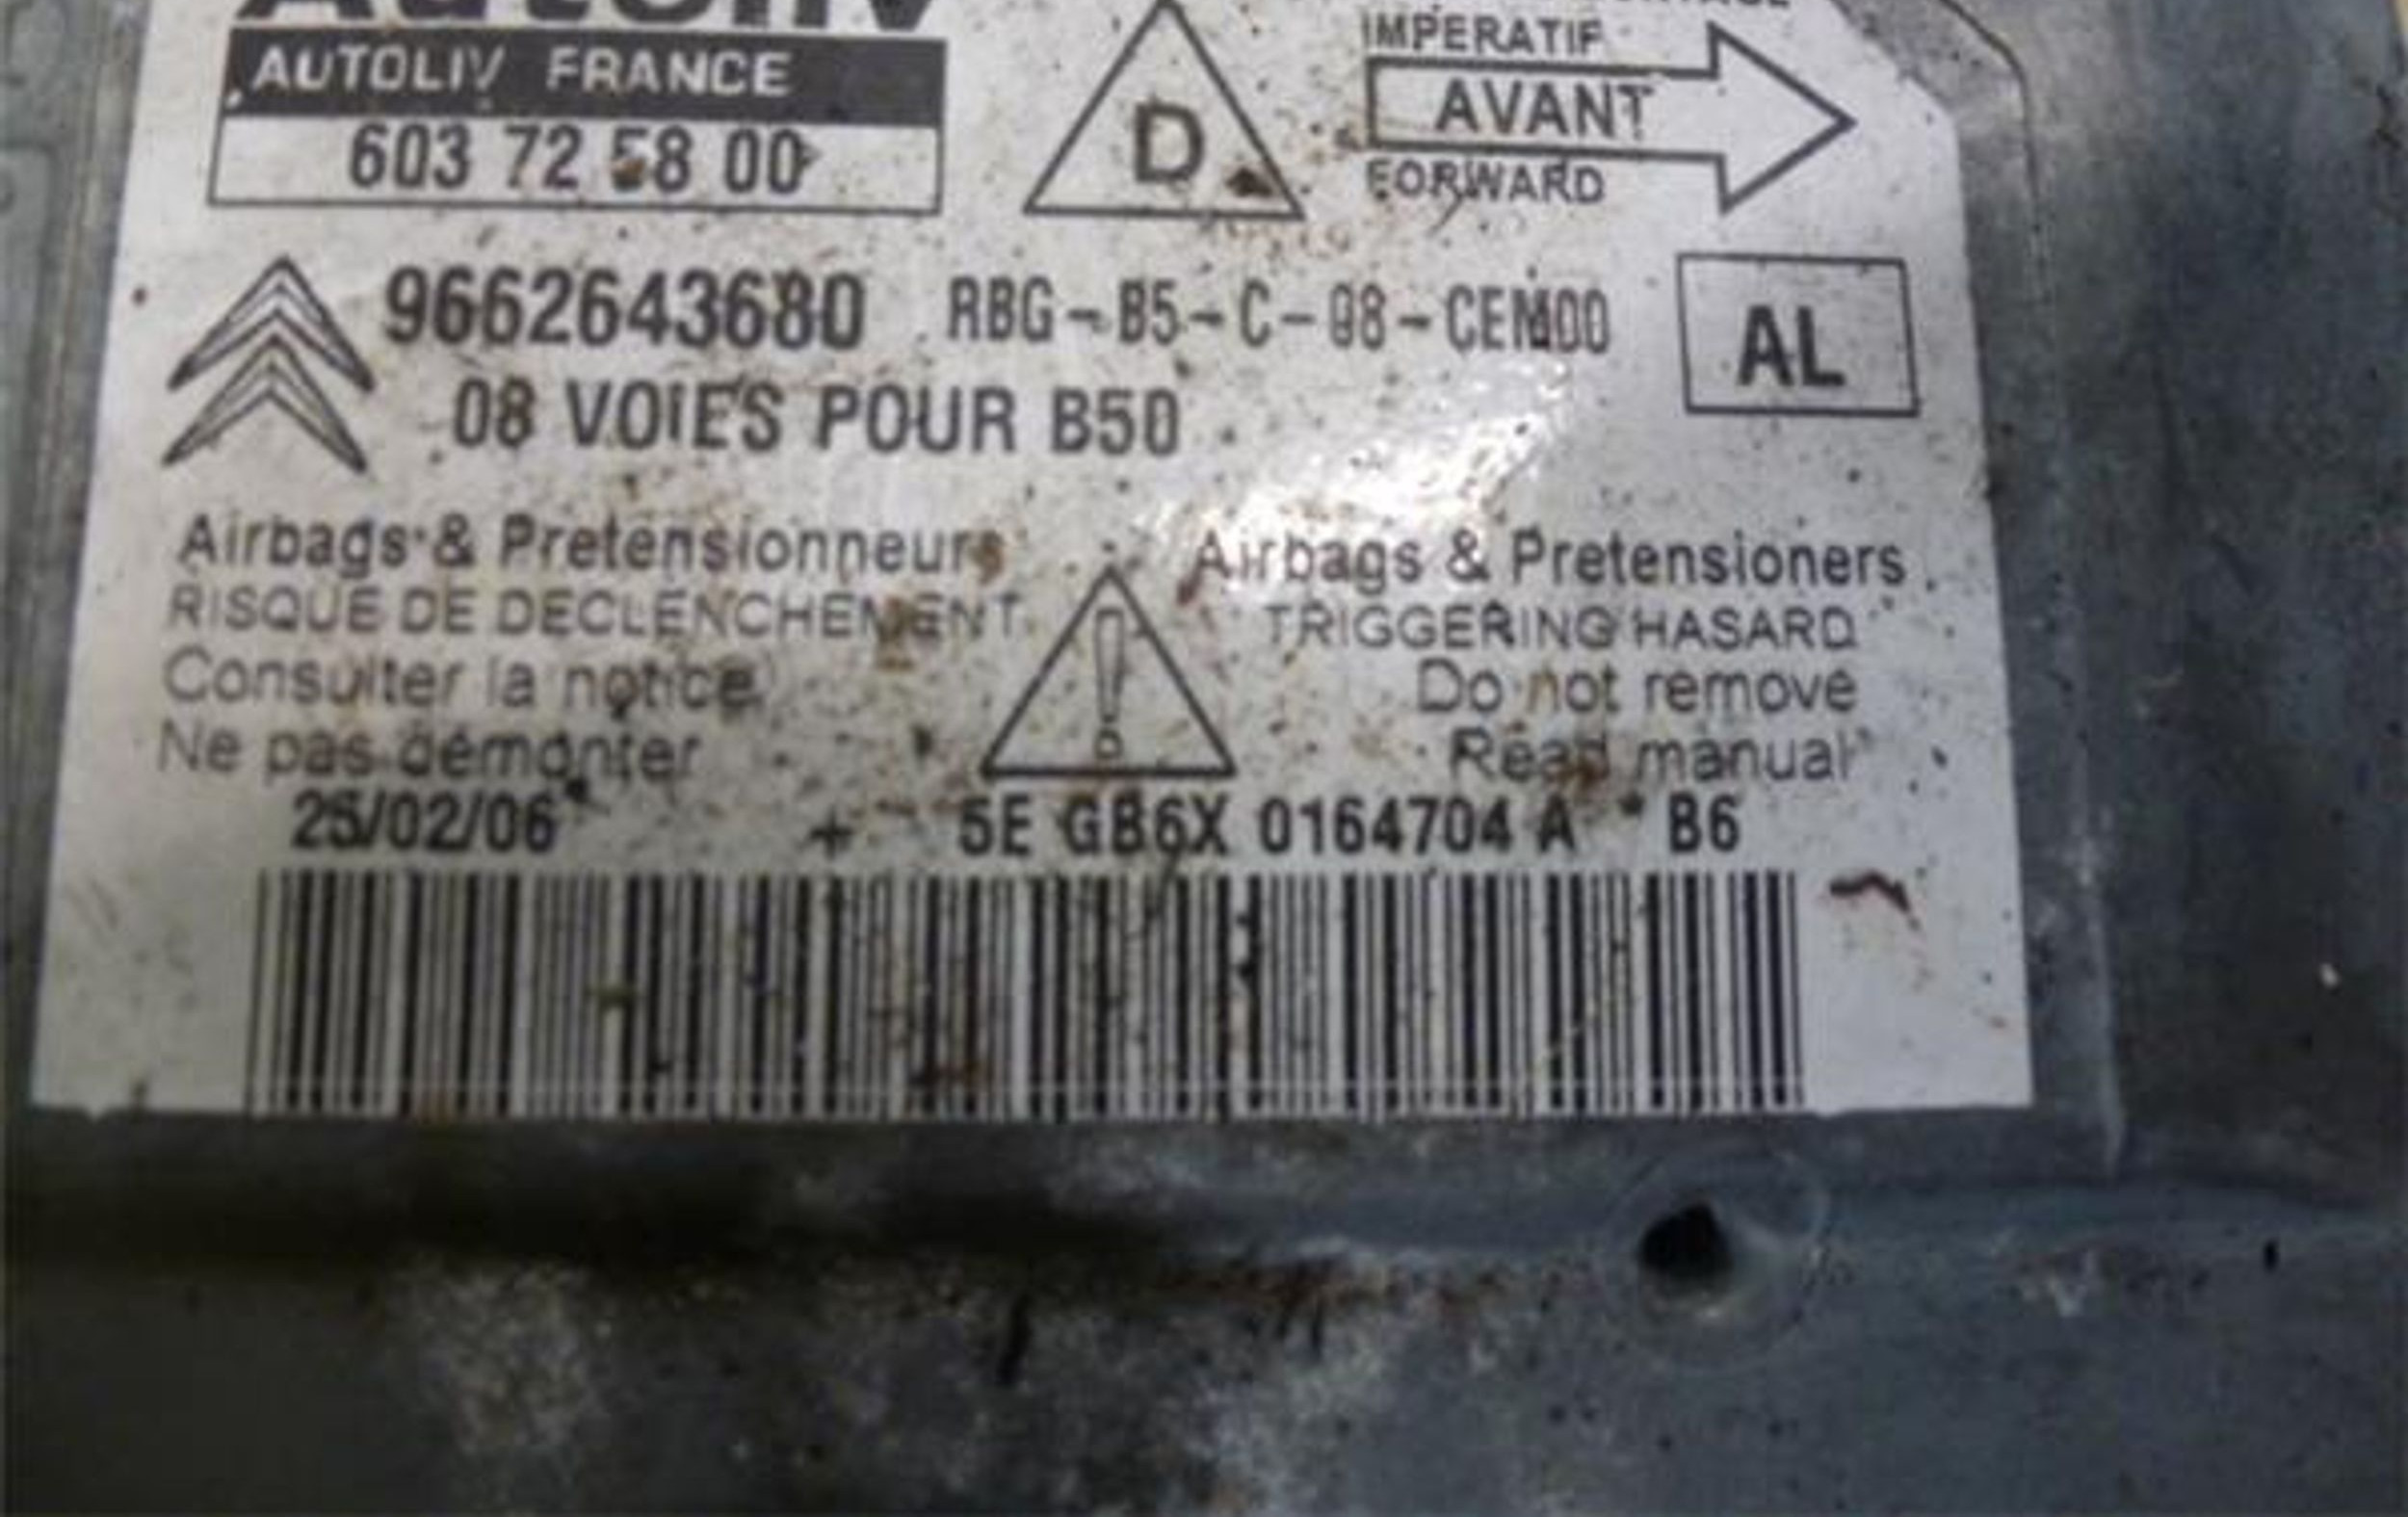 Autoliv
AUTOLIV FRANCE
603 72 58 00
D
IMPERATIF
AVANT
FORWARD
9662643680 RBG-B5-C-08-CEM00
AL
08 VOIES POUR B50
Airbags & Pretensionneurs
RISQUE DE DECLENCHEMENT
Consulter la notice
Ne pas démonter
Airbags & Pretensioners
TRIGGERING HASARD
Do not remove
Read manual
25/02/06 + 5E GB6X 0164704 A * B6